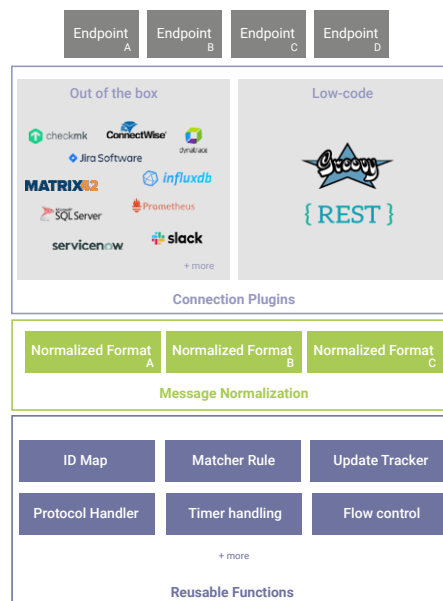 Endpoint A
Endpoint B
Endpoint C
Endpoint D
Out of the box
Low-code
checkmk
ConnectWise
dynatrace
Jira Software
MATRIX42
influxdb
Microsoft
SQL Server
Prometheus
servicenow
slack
+ more
Groovy
{ REST }
Connection Plugins
Normalized Format A
Normalized Format B
Normalized Format C
Message Normalization
ID Map
Matcher Rule
Update Tracker
Protocol Handler
Timer handling
Flow control
+ more
Reusable Functions